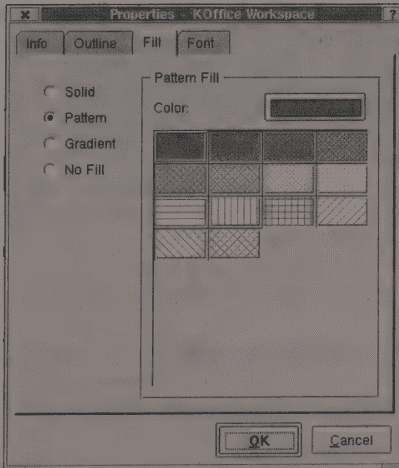 Properties - KOffice Workspace ?
Info Outline Fill Font
Solid
Pattern
Gradient
No Fill
Pattern Fill
Color:
OK Cancel